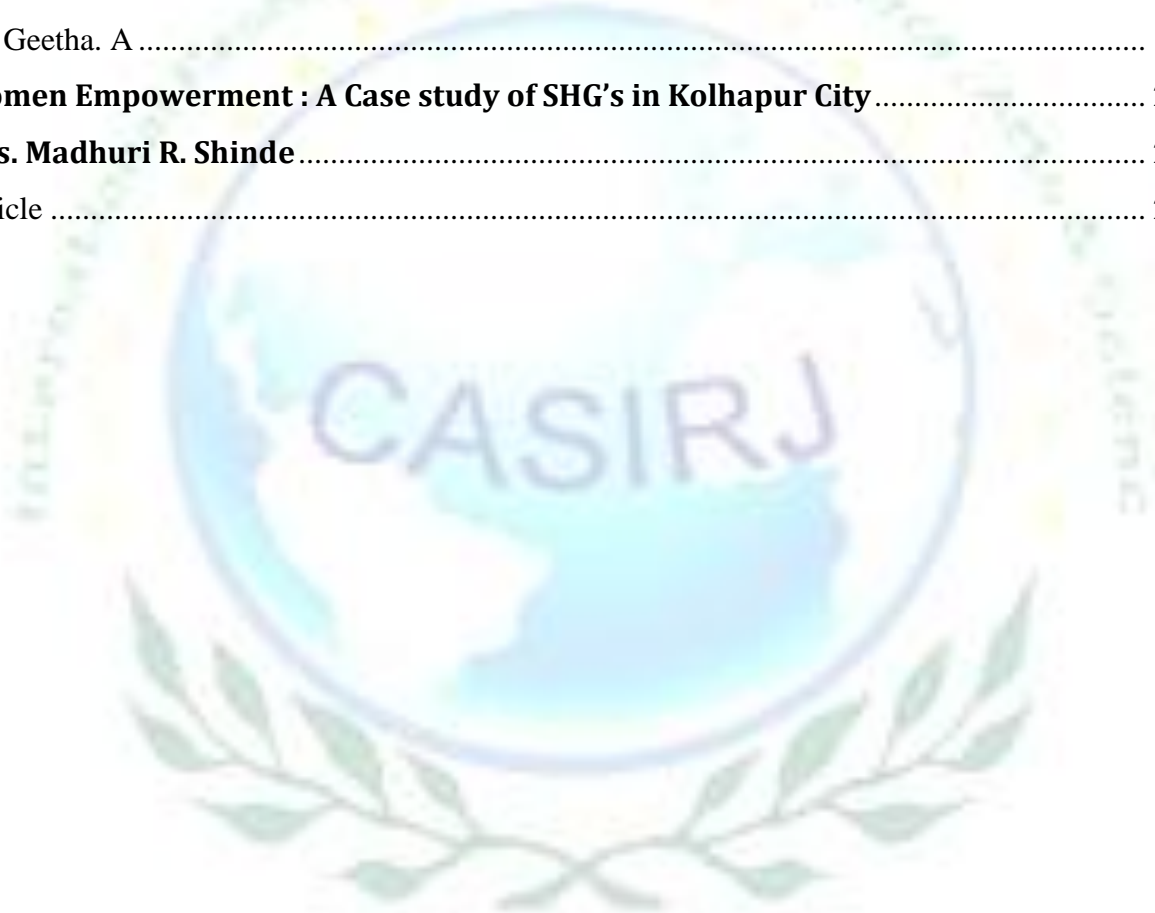 Geetha. A ........................................................................................................................
omen Empowerment : A Case study of SHG’s in Kolhapur City ................................
s. Madhuri R. Shinde .........................................................................................................
icle .......................................................................................................................................
CASIRJ